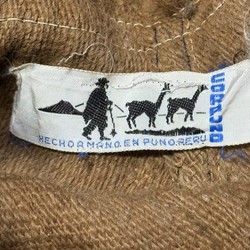 HECHO A MANO EN PUNO.PERU